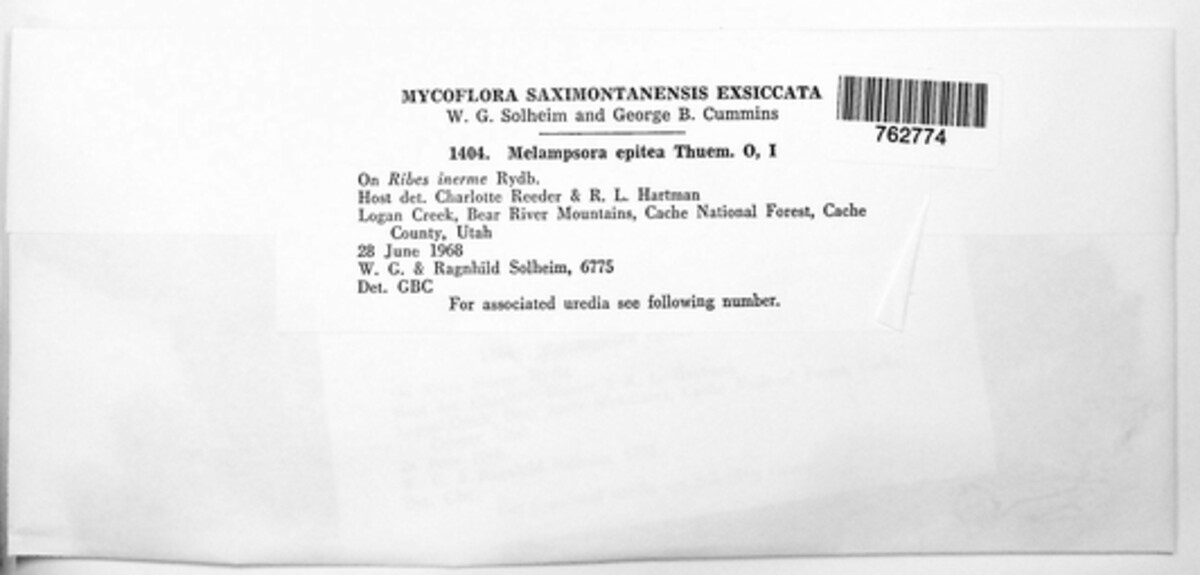 MYCOFLORA SAXIMONTANENSIS EXSICCATA
W. G. Solheim and George B. Cummins
762774
1404. Melampsora epitea Thuem. O, I
On Ribes inerme Rydb.
Host det. Charlotte Reeder & R. L. Hartman
Logan Creek, Bear River Mountains, Cache National Forest, Cache
County, Utah
28 June 1968
W. G. & Ragnhild Solheim, 6775
Det. GBC
For associated uredia see following number.